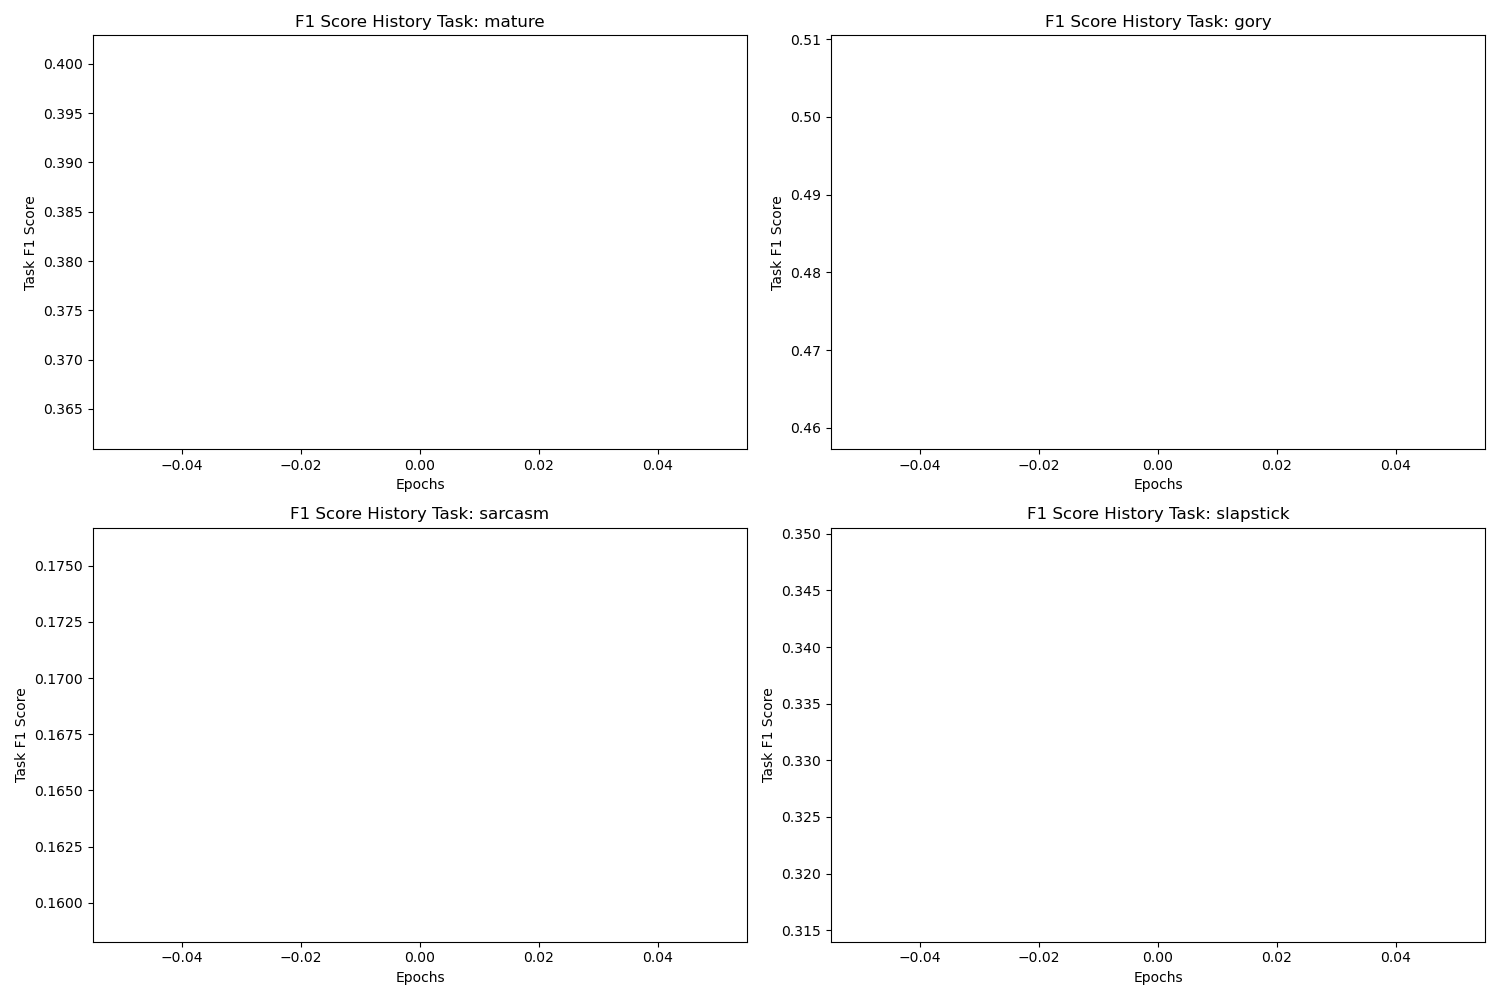 F1 Score History Task: mature
0.400
0.395
0.390
0.385
0.380
0.375
0.370
0.365
Task F1 Score
−0.04 −0.02 0.00 0.02 0.04
Epochs
F1 Score History Task: gory
0.51
0.50
0.49
0.48
0.47
0.46
Task F1 Score
−0.04 −0.02 0.00 0.02 0.04
Epochs
F1 Score History Task: sarcasm
0.1750
0.1725
0.1700
0.1675
0.1650
0.1625
0.1600
Task F1 Score
−0.04 −0.02 0.00 0.02 0.04
Epochs
F1 Score History Task: slapstick
0.350
0.345
0.340
0.335
0.330
0.325
0.320
0.315
Task F1 Score
−0.04 −0.02 0.00 0.02 0.04
Epochs